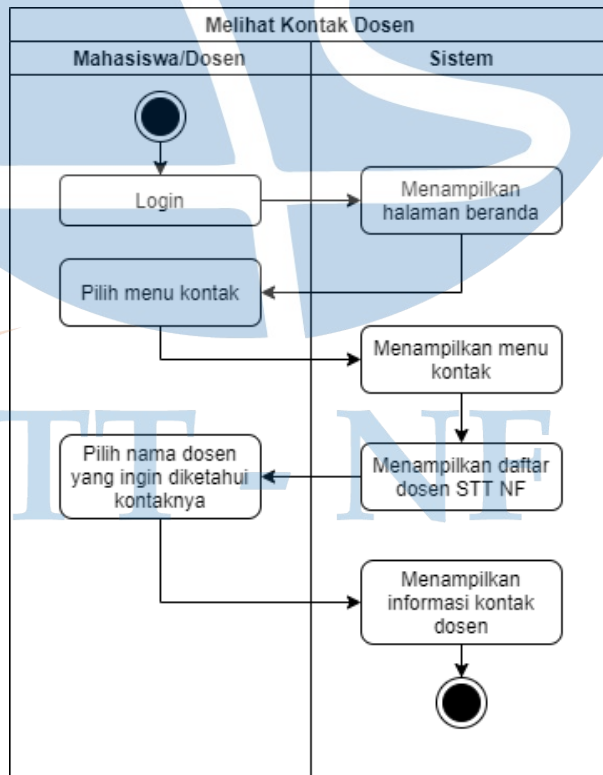 Melihat Kontak Dosen
Mahasiswa/Dosen
Sistem
Login
Menampilkan
halaman beranda
Pilih menu kontak
Menampilkan menu
kontak
Menampilkan daftar
dosen STT NF
Pilih nama dosen
yang ingin diketahui
kontaknya
Menampilkan
informasi kontak
dosen
TT - NF